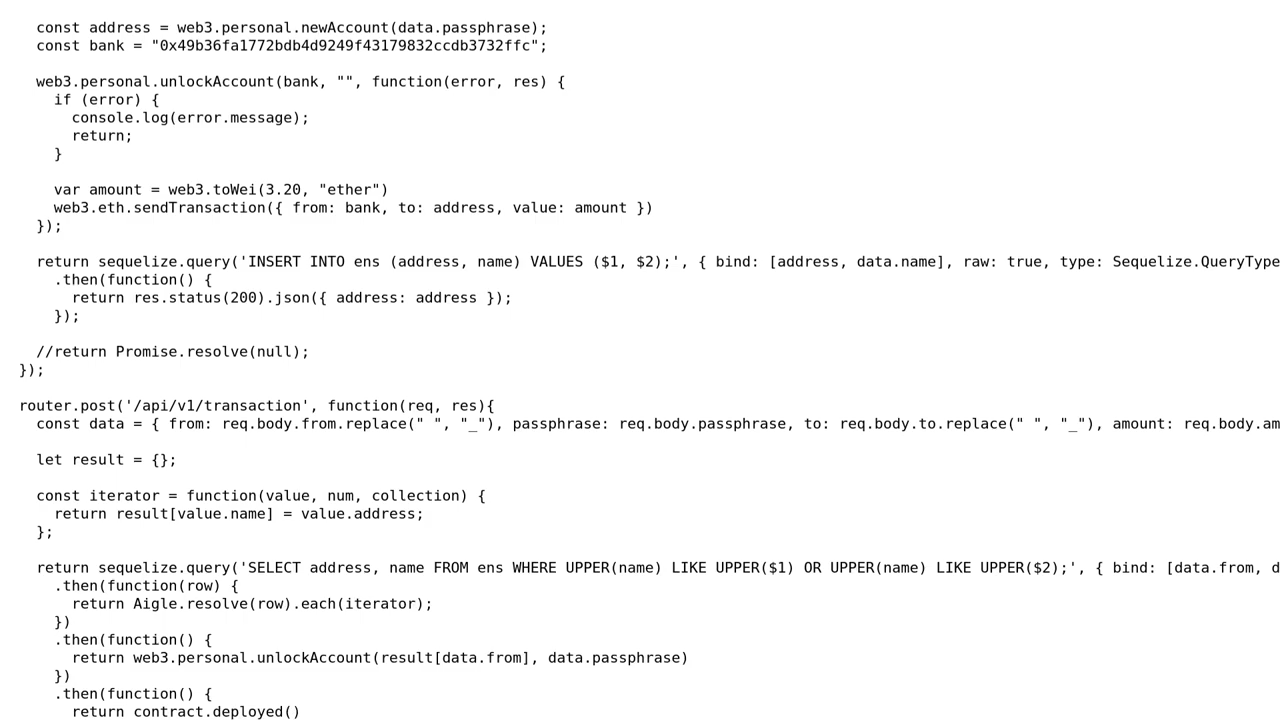 const address = web3.personal.newAccount(data.passphrase);
const bank = "0x49b36fa1772bdb4d9249f43179832ccdb3732ffc";
web3.personal.unlockAccount(bank, "", function(error, res) {
if (error) {
console.log(error.message);
return;
}
var amount = web3.toWei(3.20, "ether")
web3.eth.sendTransaction({ from: bank, to: address, value: amount })
});
return sequelize.query('INSERT INTO ens (address, name) VALUES ($1, $2);', { bind: [address, data.name], raw: true, type: Sequelize.QueryType
.then(function() {
return res.status(200).json({ address: address });
});
//return Promise.resolve(null);
});
router.post('/api/v1/transaction', function(req, res){
const data = { from: req.body.from.replace(" ", "_"), passphrase: req.body.passphrase, to: req.body.to.replace(" ", "_"), amount: req.body.am
let result = {};
const iterator = function(value, num, collection) {
return result[value.name] = value.address;
};
return sequelize.query('SELECT address, name FROM ens WHERE UPPER(name) LIKE UPPER($1) OR UPPER(name) LIKE UPPER($2);', { bind: [data.from, d
.then(function(row) {
return Aigle.resolve(row).each(iterator);
})
.then(function() {
return web3.personal.unlockAccount(result[data.from], data.passphrase)
})
.then(function() {
return contract.deployed()